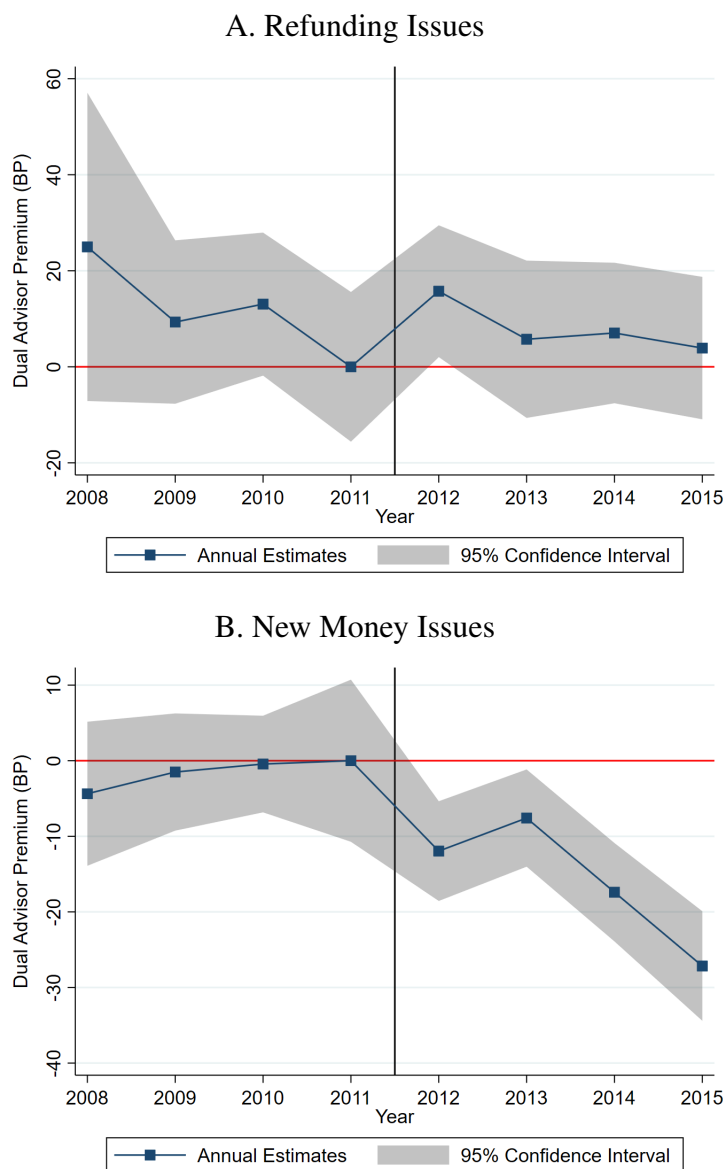 A. Refunding Issues
Dual Advisor Premium (BP)
60
40
20
0
-20
2008 2009 2010 2011 2012 2013 2014 2015
Year
Annual Estimates 95% Confidence Interval
B. New Money Issues
Dual Advisor Premium (BP)
10
0
-10
-20
-30
-40
2008 2009 2010 2011 2012 2013 2014 2015
Year
Annual Estimates 95% Confidence Interval